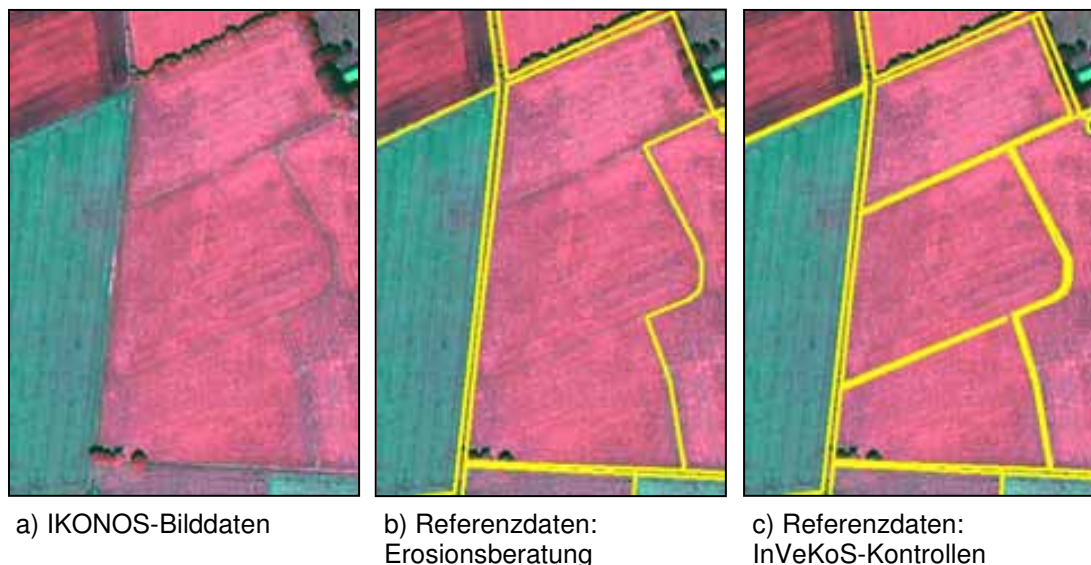 a) IKONOS-Bilddaten
b) Referenzdaten:
Erosionsberatung
c) Referenzdaten:
InVeKoS-Kontrollen